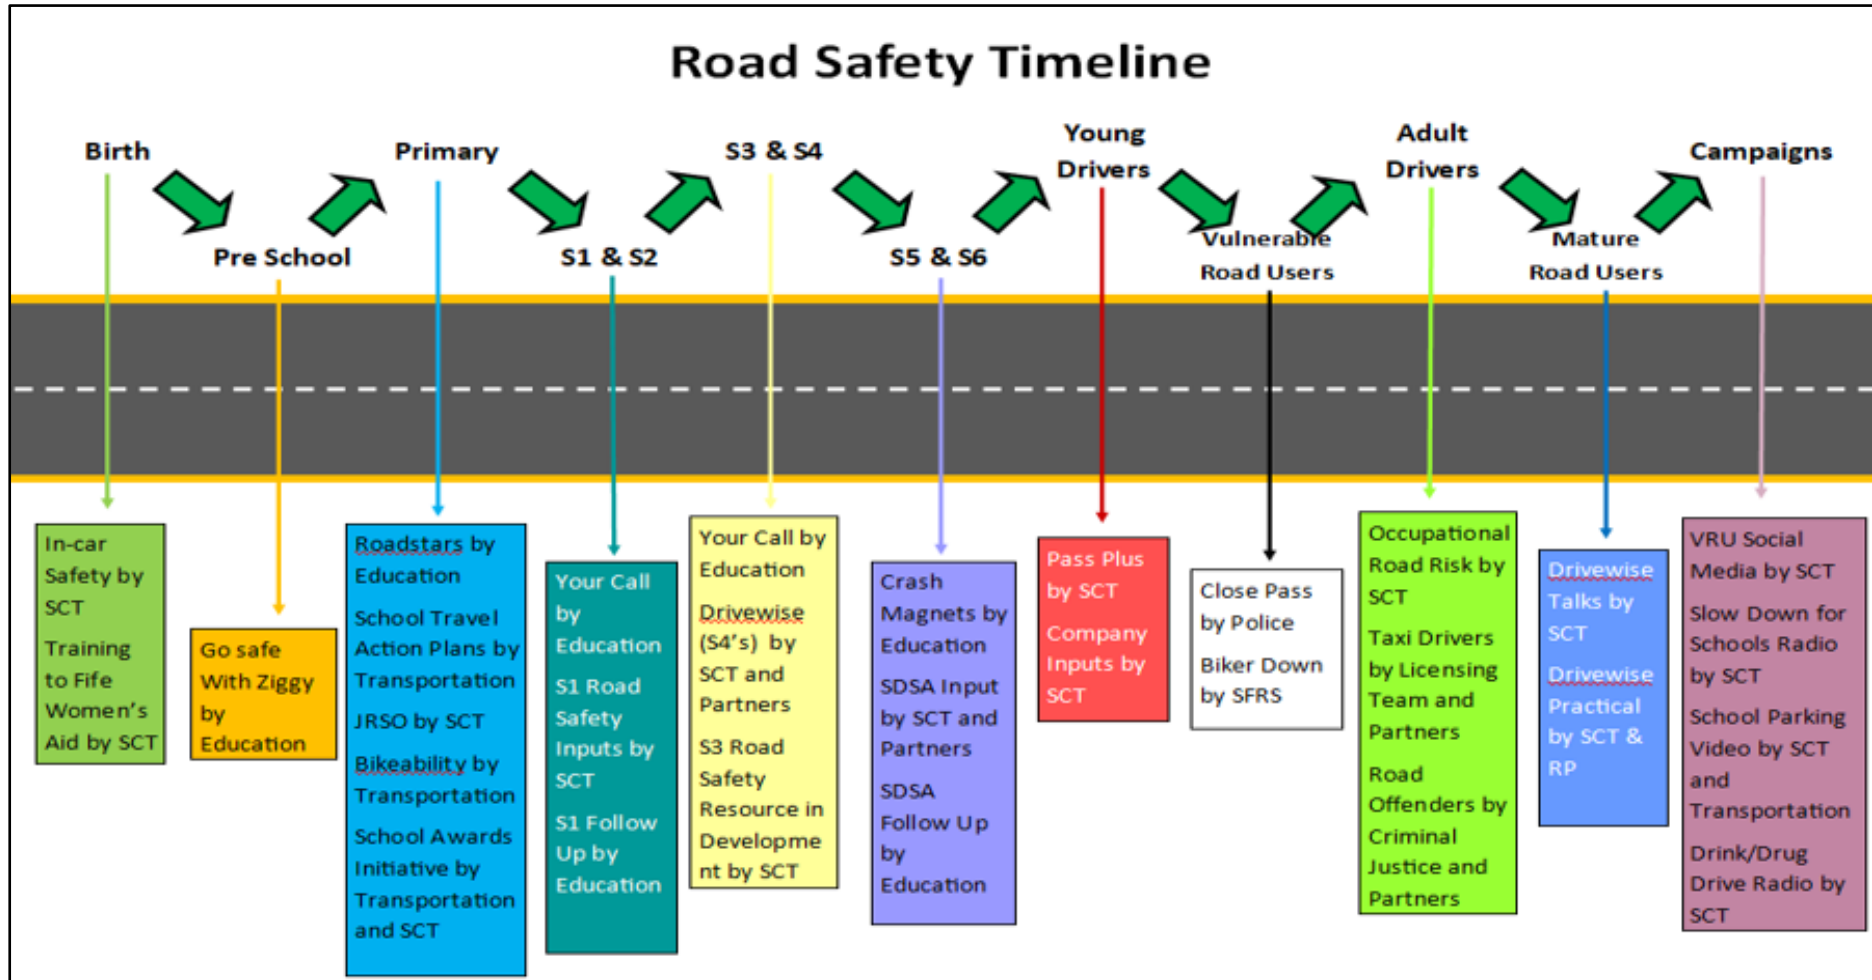 Road Safety Timeline
Birth
Pre School
Primary
S1 & S2
S3 & S4
S5 & S6
Young
Drivers
Vulnerable
Road Users
Adult
Drivers
Mature
Road Users
Campaigns
In-car
Safety by
SCT
Training
to Fife
Women's
Aid by SCT
Go safe
With Ziggy
by
Education
Roadstars by
Education
School Travel
Action Plans by
Transportation
JRSO by SCT
Bikeability by
Transportation
School Awards
Initiative by
Transportation
and SCT
Your Call
by
Education
S1 Road
Safety
Inputs by
SCT
S1 Follow
Up by
Education
Your Call by
Education
Drivewise
(S4's) by
SCT and
Partners
S3 Road
Safety
Resource in
Developme
nt by SCT
Crash
Magnets by
Education
SDSA Input
by SCT and
Partners
SDSA
Follow Up
by
Education
Pass Plus
by SCT
Company
Inputs by
SCT
Close Pass
by Police
Biker Down
by SFRS
Occupational
Road Risk by
SCT
Taxi Drivers
by Licensing
Team and
Partners
Road
Offenders by
Criminal
Justice and
Partners
Drivewise
Talks by
SCT
Drivewise
Practical
by SCT &
RP
VRU Social
Media by SCT
Slow Down for
Schools Radio
by SCT
School Parking
Video by SCT
and
Transportation
Drink/Drug
Drive Radio by
SCT